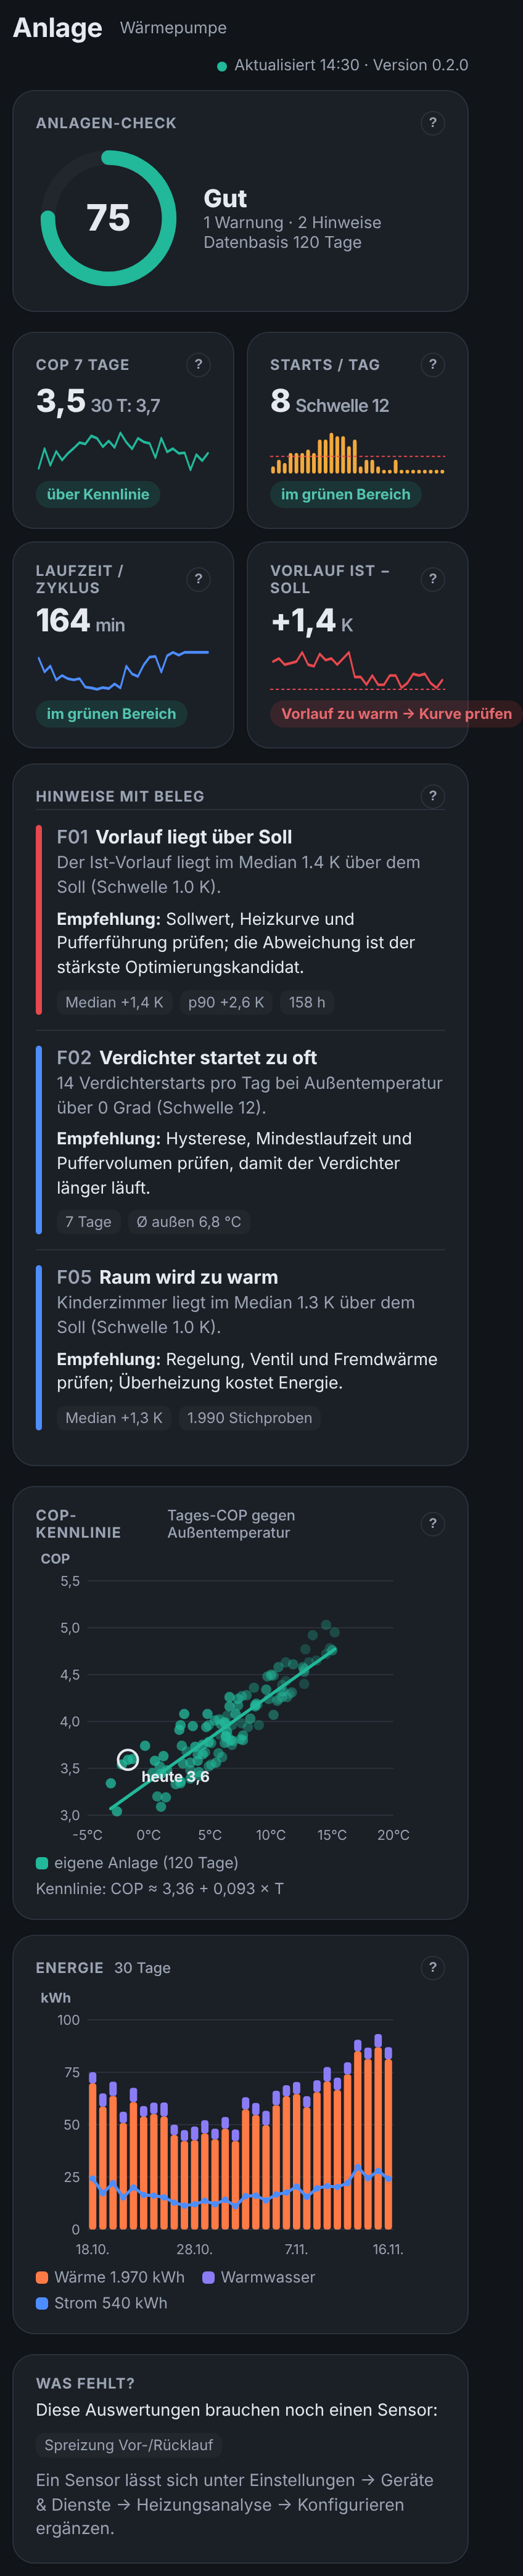 Anlage Wärmepumpe
Aktualisiert 14:30 · Version 0.2.0
ANLAGEN-CHECK ?
75
Gut
1 Warnung · 2 Hinweise
Datenbasis 120 Tage
COP 7 TAGE ?
3,5 30 T: 3,7
über Kennlinie
STARTS / TAG ?
8 Schwelle 12
im grünen Bereich
LAUFZEIT /
ZYKLUS ?
164 min
im grünen Bereich
VORLAUF IST –
SOLL ?
+1,4 K
Vorlauf zu warm → Kurve prüfen
HINWEISE MIT BELEG ?
F01 Vorlauf liegt über Soll
Der Ist-Vorlauf liegt im Median 1.4 K über dem
Soll (Schwelle 1.0 K).
Empfehlung: Sollwert, Heizkurve und
Pufferführung prüfen; die Abweichung ist der
stärkste Optimierungskandidat.
Median +1,4 K p90 +2,6 K 158 h
F02 Verdichter startet zu oft
14 Verdichterstarts pro Tag bei Außentemperatur
über 0 Grad (Schwelle 12).
Empfehlung: Hysterese, Mindestlaufzeit und
Puffervolumen prüfen, damit der Verdichter
länger läuft.
7 Tage Ø außen 6,8 °C
F05 Raum wird zu warm
Kinderzimmer liegt im Median 1.3 K über dem
Soll (Schwelle 1.0 K).
Empfehlung: Regelung, Ventil und Fremdwärme
prüfen; Überheizung kostet Energie.
Median +1,3 K 1.990 Stichproben
COP-
KENNLINIE
Tages-COP gegen
Außentemperatur
?
COP
5,5
5,0
4,5
4,0
3,5
3,0
heute 3,6
-5°C 0°C 5°C 10°C 15°C 20°C
eigene Anlage (120 Tage)
Kennlinie: COP ≈ 3,36 + 0,093 × T
ENERGIE 30 Tage ?
kWh
100
75
50
25
0
18.10. 28.10. 7.11. 16.11.
Wärme 1.970 kWh Warmwasser
Strom 540 kWh
WAS FEHLT?
Diese Auswertungen brauchen noch einen Sensor:
Spreizung Vor-/Rücklauf
Ein Sensor lässt sich unter Einstellungen → Geräte
& Dienste → Heizungsanalyse → Konfigurieren
ergänzen.